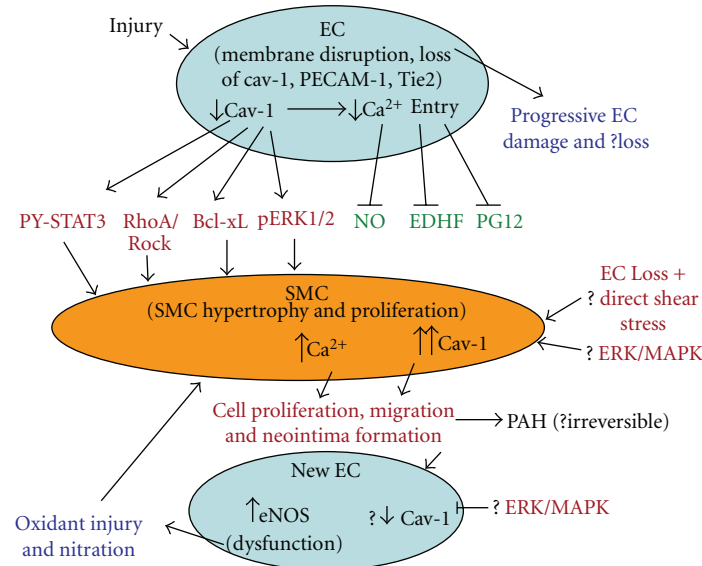 Injury
EC
(membrane disruption, loss
of cav-1, PECAM-1, Tie2)
↓Cav-1 → ↓Ca²⁺ Entry
Progressive EC
damage and ?loss
PY-STAT3
RhoA/
Rock
Bcl-xL
pERK1/2
NO
EDHF
PG12
SMC
(SMC hypertrophy and proliferation)
↑Ca²⁺
↑↑Cav-1
EC Loss +
? direct shear
stress
? ERK/MAPK
Cell proliferation, migration
and neointima formation
PAH (?irreversible)
New EC
↑eNOS
(dysfunction)
?↓ Cav-1
? ERK/MAPK
Oxidant injury
and nitration